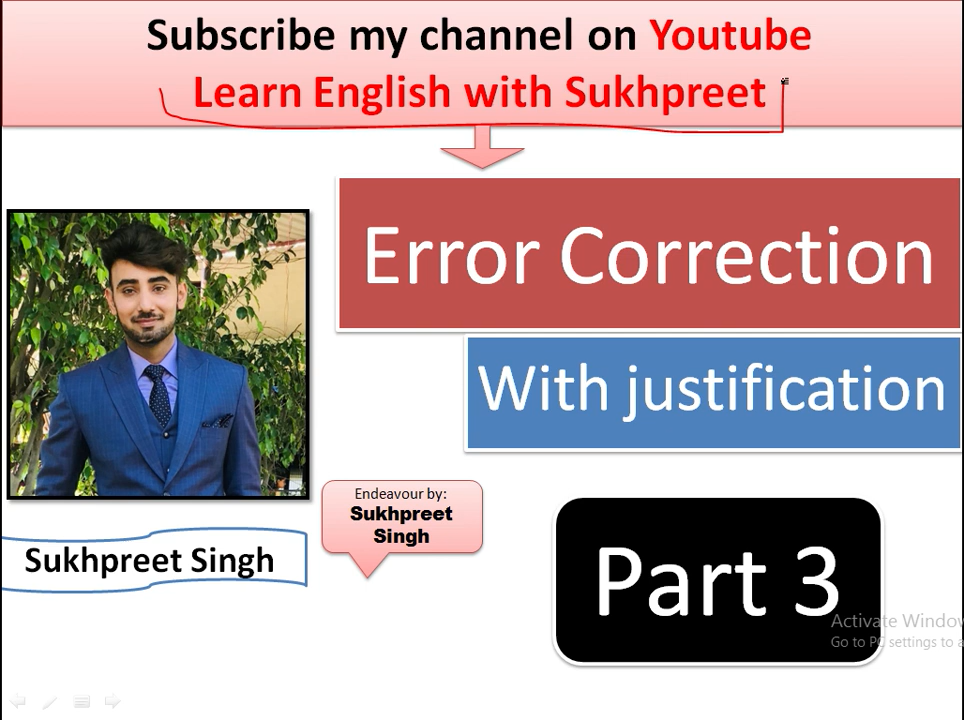 Subscribe my channel on Youtube
Learn English with Sukhpreet
Error Correction
With justification
Endeavour by:
Sukhpreet
Singh
Sukhpreet Singh
Part 3
Activate Windov
Go to PC settings to a